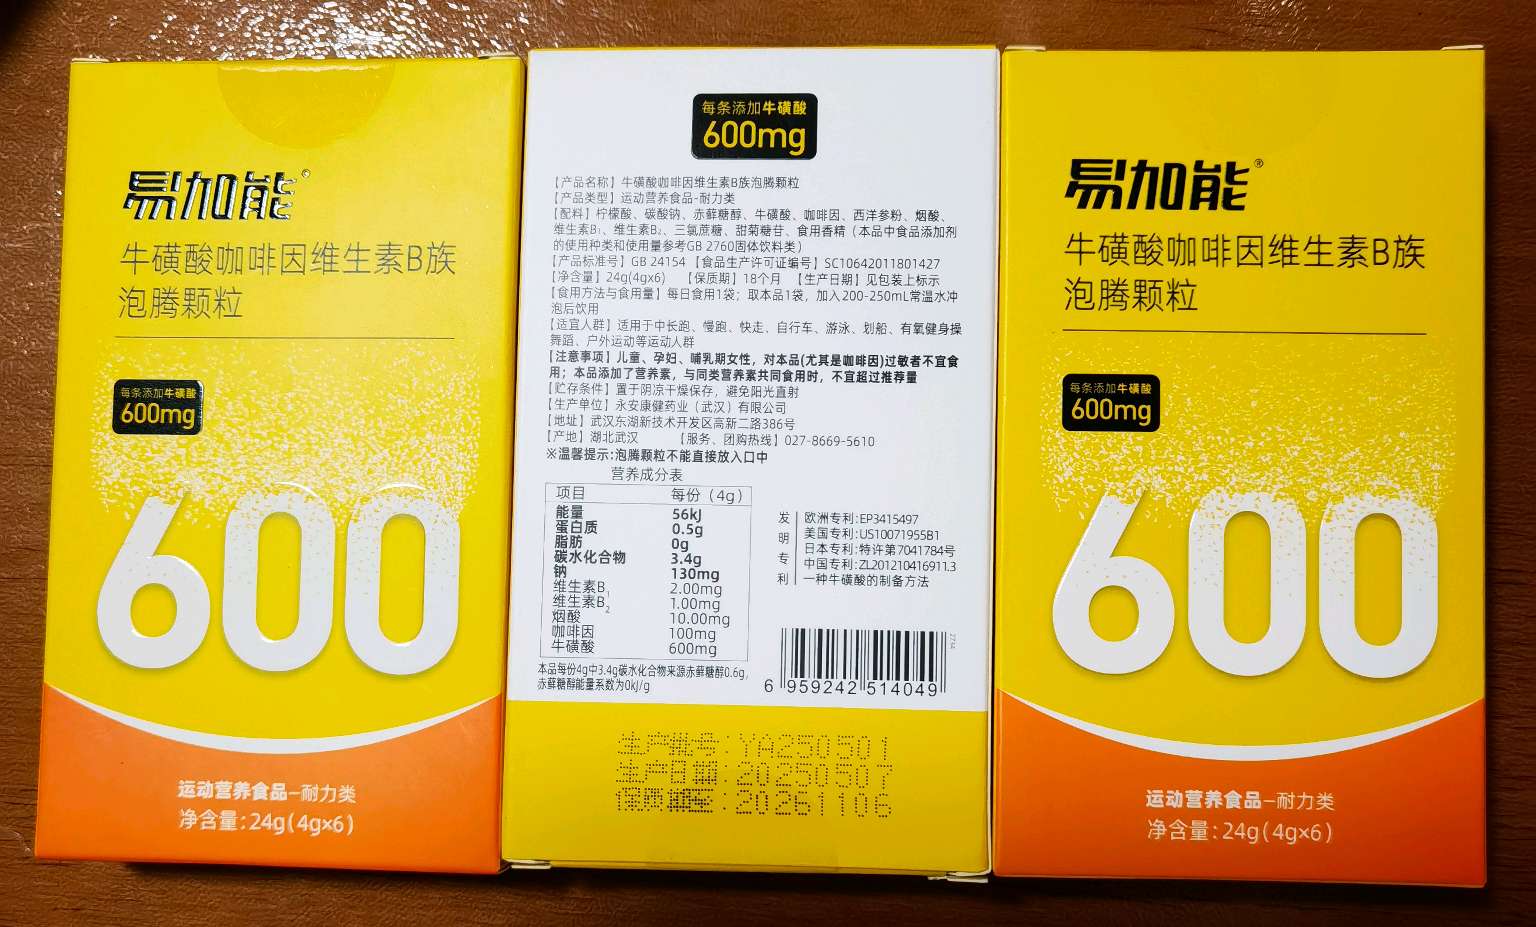 易加能®
牛磺酸咖啡因维生素B族
泡腾颗粒
每条添加牛磺酸
600mg
600
运动营养食品-耐力类
净含量:24g(4g×6)
每条添加牛磺酸
600mg
【产品名称】牛磺酸咖啡因维生素B族泡腾颗粒
【产品类型】运动营养食品-耐力类
【配料】柠檬酸、碳酸钠、赤藓糖醇、牛磺酸、咖啡因、西洋参粉、烟酸、
维生素B₁、维生素B₂、三氯蔗糖、甜菊糖苷、食用香精（本品中食品添加剂
的使用种类和使用量参考GB 2760固体饮料类）
【产品标准号】GB 24154 【食品生产许可证编号】SC10642011801427
【净含量】24g(4gx6) 【保质期】18个月 【生产日期】见包装上标示
【食用方法与食用量】每日食用1袋；取本品1袋，加入200-250mL常温水冲
泡后饮用
【适宜人群】适用于中长跑、慢跑、快走、自行车、游泳、划船、有氧健身操
舞蹈、户外运动等运动人群
【注意事项】儿童、孕妇、哺乳期女性，对本品(尤其是咖啡因)过敏者不宜食
用；本品添加了营养素，与同类营养素共同食用时，不宜超过推荐量
【贮存条件】置于阴凉干燥保存，避免阳光直射
【生产单位】永安康健药业（武汉）有限公司
【地址】武汉东湖新技术开发区高新二路386号
【产地】湖北武汉 【服务、团购热线】027-8669-5610
※温馨提示:泡腾颗粒不能直接放入口中
营养成分表
项目 每份（4g）
能量 56kJ
蛋白质 0.5g
脂肪 0g
碳水化合物 3.4g
钠 130mg
维生素B₁ 2.00mg
维生素B₂ 1.00mg
烟酸 10.00mg
咖啡因 100mg
牛磺酸 600mg
本品每份4g中3.4g碳水化合物来源赤藓糖醇0.6g,
赤藓糖醇能量系数为0kJ/g
发明专利
欧洲专利:EP3415497
美国专利:US10071955B1
日本专利:特许第7041784号
中国专利:ZL201210416911.3
一种牛磺酸的制备方法
6 959242 514049
生产批号:YA250501
生产日期:20250507
保质期至:20261106
易加能®
牛磺酸咖啡因维生素B族
泡腾颗粒
每条添加牛磺酸
600mg
600
运动营养食品-耐力类
净含量:24g(4g×6)